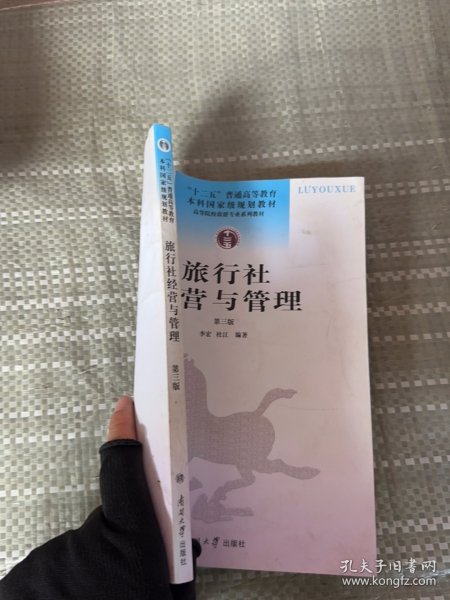 "十二五"普通高等教育
本科国家级规划教材
旅行社经营与管理
第三版
南开大学出版社
LUYOUXUE
"十二五"普通高等教育
本科国家级规划教材
高等院校旅游专业系列教材
十二五
旅行社
营与管理
第三版
李宏 杜江 编著
开大学出版社
孔夫子旧书网
www.kongfz.com